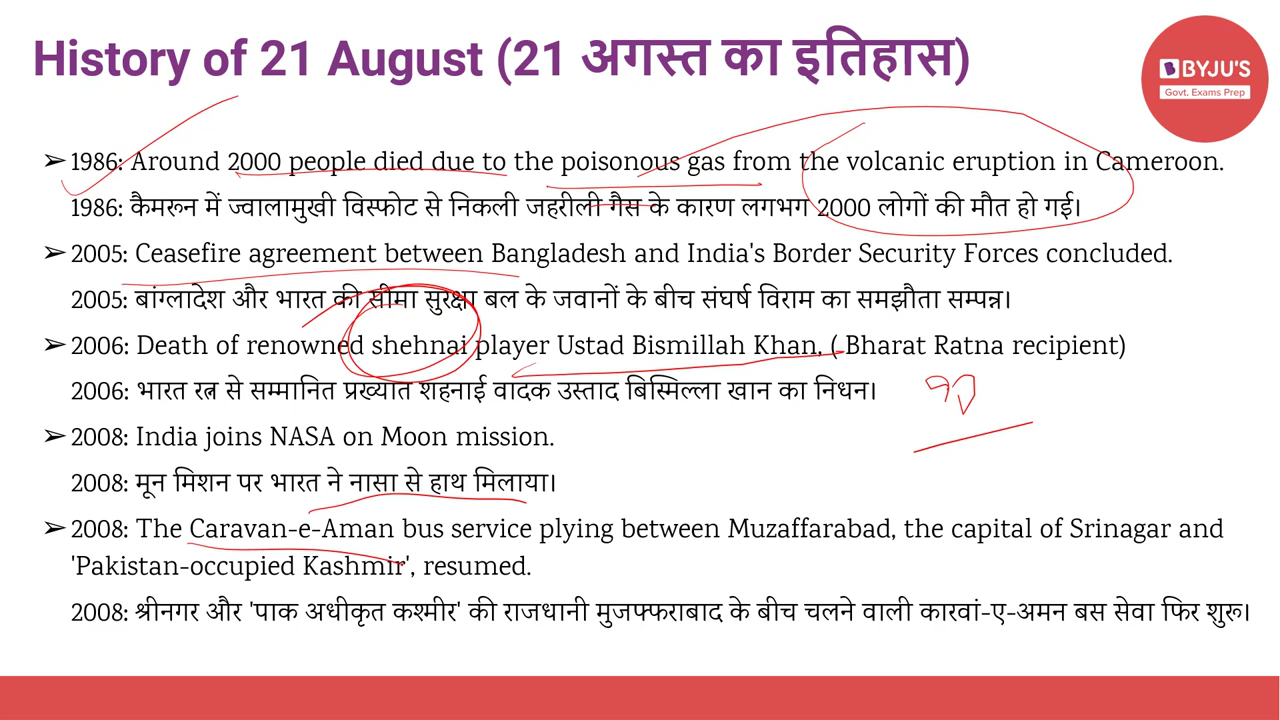 History of 21 August (21 अगस्त का इतिहास)
BYJU'S
Govt. Exams Prep
➢ 1986: Around 2000 people died due to the poisonous gas from the volcanic eruption in Cameroon.
1986: कैमरून में ज्वालामुखी विस्फोट से निकली जहरीली गैस के कारण लगभग 2000 लोगों की मौत हो गई।
➢ 2005: Ceasefire agreement between Bangladesh and India's Border Security Forces concluded.
2005: बांग्लादेश और भारत की सीमा सुरक्षा बल के जवानों के बीच संघर्ष विराम का समझौता सम्पन्न।
➢ 2006: Death of renowned shehnai player Ustad Bismillah Khan, ( Bharat Ratna recipient)
2006: भारत रत्न से सम्मानित प्रख्यात शहनाई वादक उस्ताद बिस्मिल्ला खान का निधन।
➢ 2008: India joins NASA on Moon mission.
2008: मून मिशन पर भारत ने नासा से हाथ मिलाया।
➢ 2008: The Caravan-e-Aman bus service plying between Muzaffarabad, the capital of Srinagar and
'Pakistan-occupied Kashmir', resumed.
2008: श्रीनगर और 'पाक अधीकृत कश्मीर' की राजधानी मुजफ्फराबाद के बीच चलने वाली कारवां-ए-अमन बस सेवा फिर शुरू।